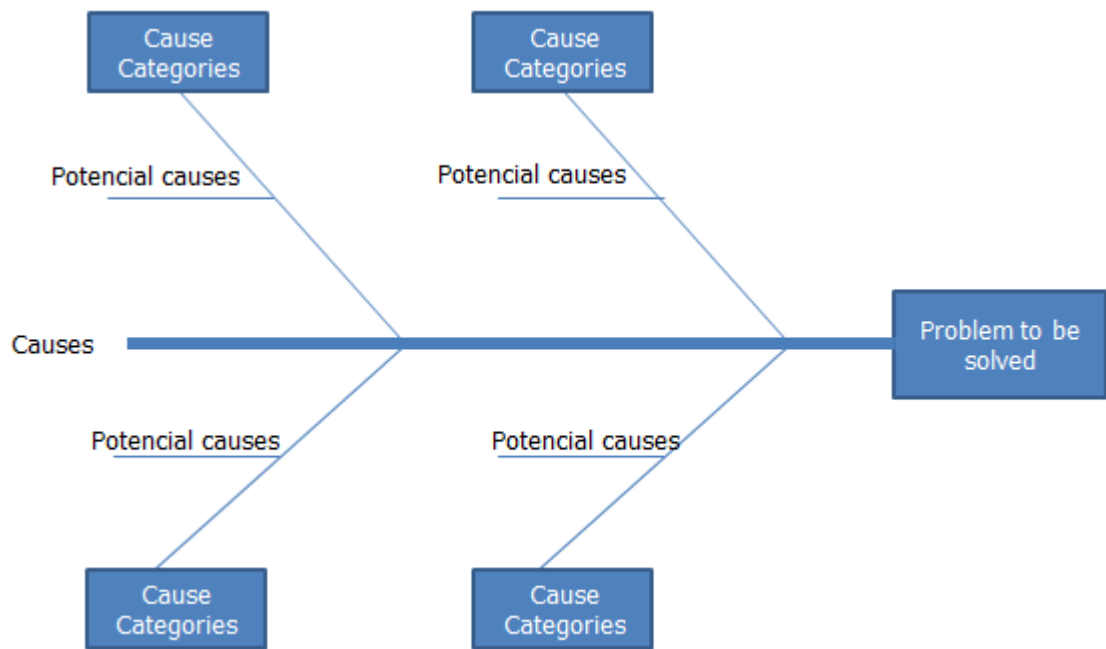 Cause
Categories
Cause
Categories
Potencial causes
Potencial causes
Causes
Problem to be
solved
Potencial causes
Potencial causes
Cause
Categories
Cause
Categories